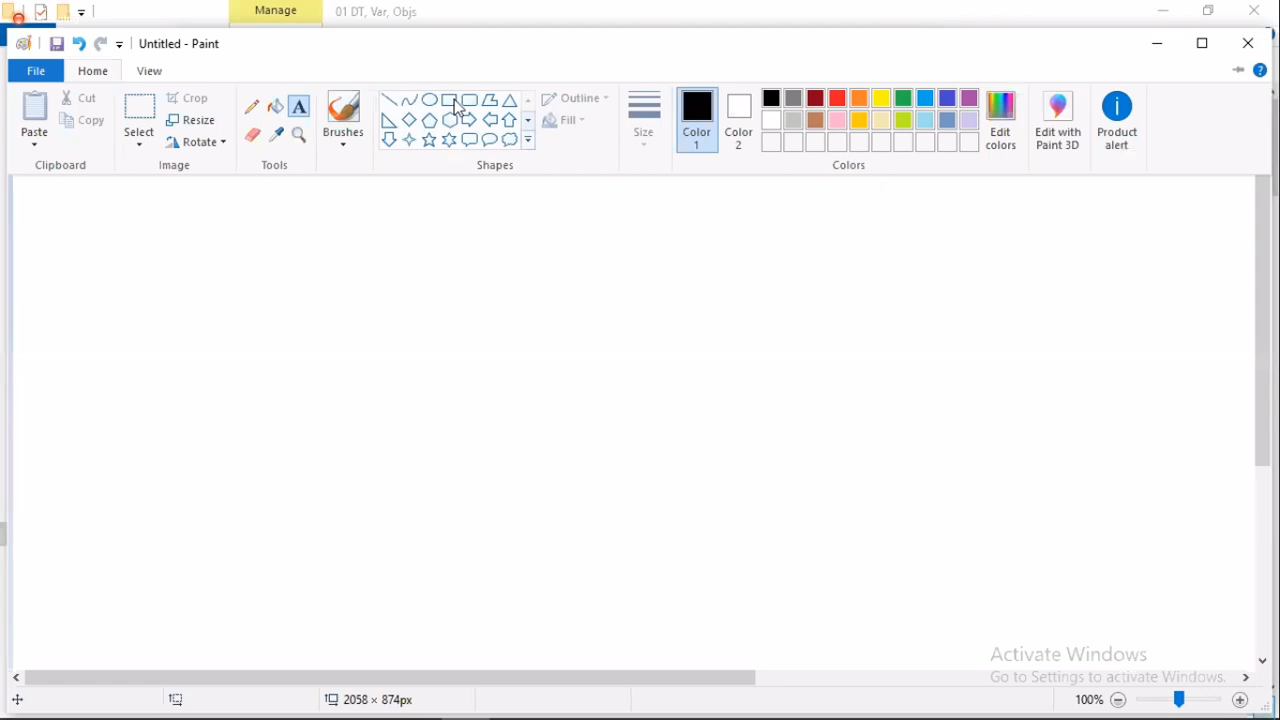 Manage
01 DT, Var, Objs
Untitled - Paint
File
Home
View
Paste
Cut
Copy
Clipboard
Select
Crop
Resize
Rotate
Image
A
Tools
Brushes
Outline
Fill
Shapes
Size
Color 1
Color 2
Edit colors
Colors
Edit with Paint 3D
Product alert
Activate Windows
Go to Settings to activate Windows.
2058 × 874px
100%